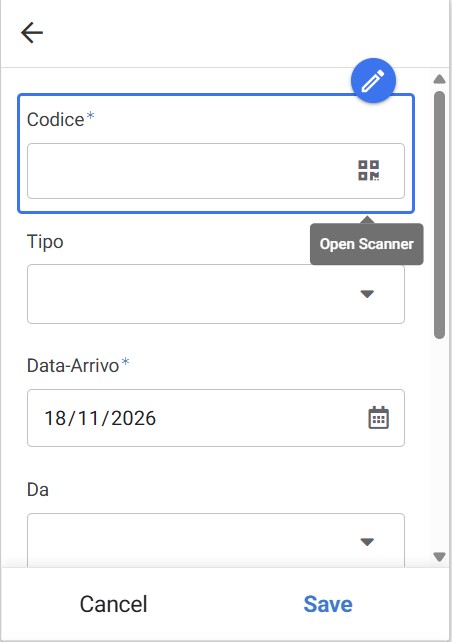 Codice*
Open Scanner
Tipo
Data-Arrivo*
18/11/2026
Da
Cancel
Save